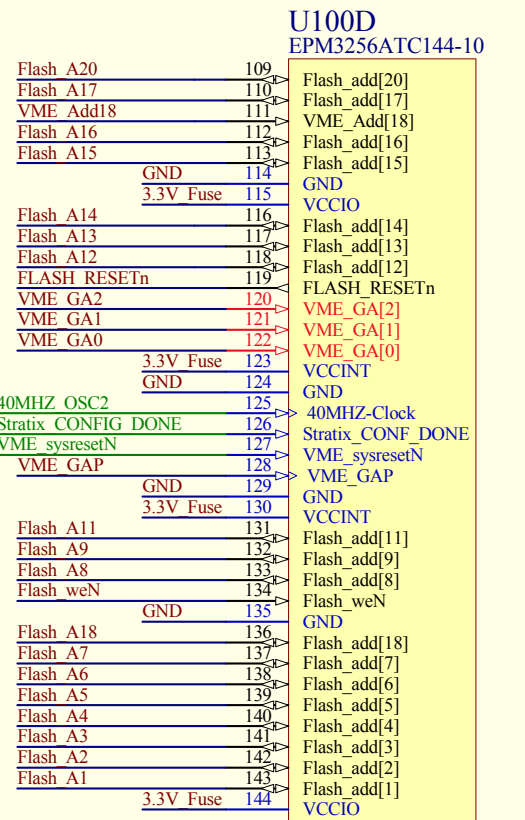 U100D
EPM3256ATC144-10
Flash_A20 109 Flash_add[20]
Flash_A17 110 Flash_add[17]
VME_Add18 111 VME_Add[18]
Flash_A16 112 Flash_add[16]
Flash_A15 113 Flash_add[15]
GND 114 GND
3.3V_Fuse 115 VCCIO
Flash_A14 116 Flash_add[14]
Flash_A13 117 Flash_add[13]
Flash_A12 118 Flash_add[12]
FLASH_RESETn 119 FLASH_RESETn
VME_GA2 120 VME_GA[2]
VME_GA1 121 VME_GA[1]
VME_GA0 122 VME_GA[0]
3.3V_Fuse 123 VCCINT
GND 124 GND
40MHZ_OSC2 125 40MHZ-Clock
Stratix_CONFIG_DONE 126 Stratix_CONF_DONE
VME_sysresetN 127 VME_sysresetN
VME_GAP 128 VME_GAP
GND 129 GND
3.3V_Fuse 130 VCCINT
Flash_A11 131 Flash_add[11]
Flash_A9 132 Flash_add[9]
Flash_A8 133 Flash_add[8]
Flash_weN 134 Flash_weN
GND 135 GND
Flash_A18 136 Flash_add[18]
Flash_A7 137 Flash_add[7]
Flash_A6 138 Flash_add[6]
Flash_A5 139 Flash_add[5]
Flash_A4 140 Flash_add[4]
Flash_A3 141 Flash_add[3]
Flash_A2 142 Flash_add[2]
Flash_A1 143 Flash_add[1]
3.3V_Fuse 144 VCCIO